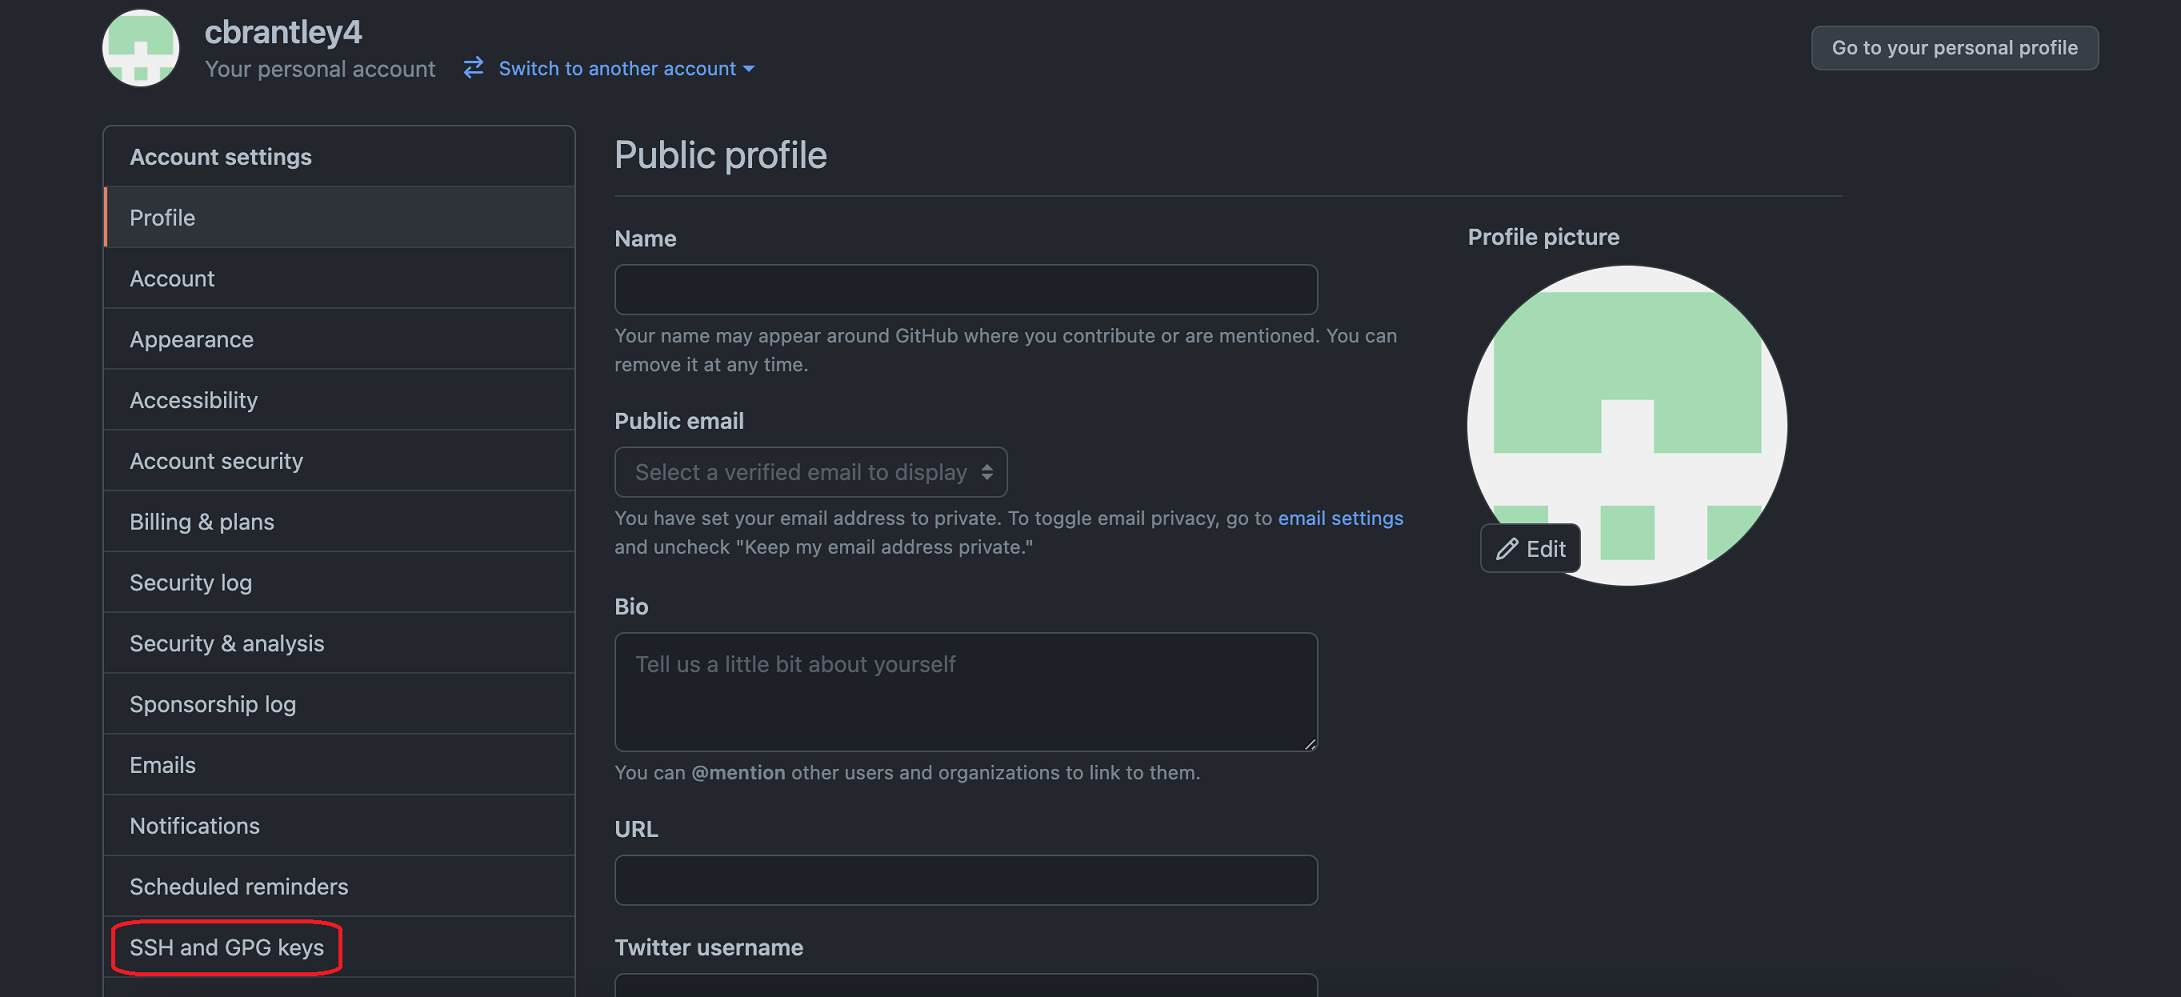 cbrantley4
Your personal account
Switch to another account
Go to your personal profile
Account settings
Profile
Account
Appearance
Accessibility
Account security
Billing & plans
Security log
Security & analysis
Sponsorship log
Emails
Notifications
Scheduled reminders
SSH and GPG keys
Public profile
Name
Your name may appear around GitHub where you contribute or are mentioned. You can
remove it at any time.
Public email
Select a verified email to display
You have set your email address to private. To toggle email privacy, go to email settings
and uncheck "Keep my email address private."
Bio
Tell us a little bit about yourself
You can @mention other users and organizations to link to them.
URL
Twitter username
Profile picture
Edit